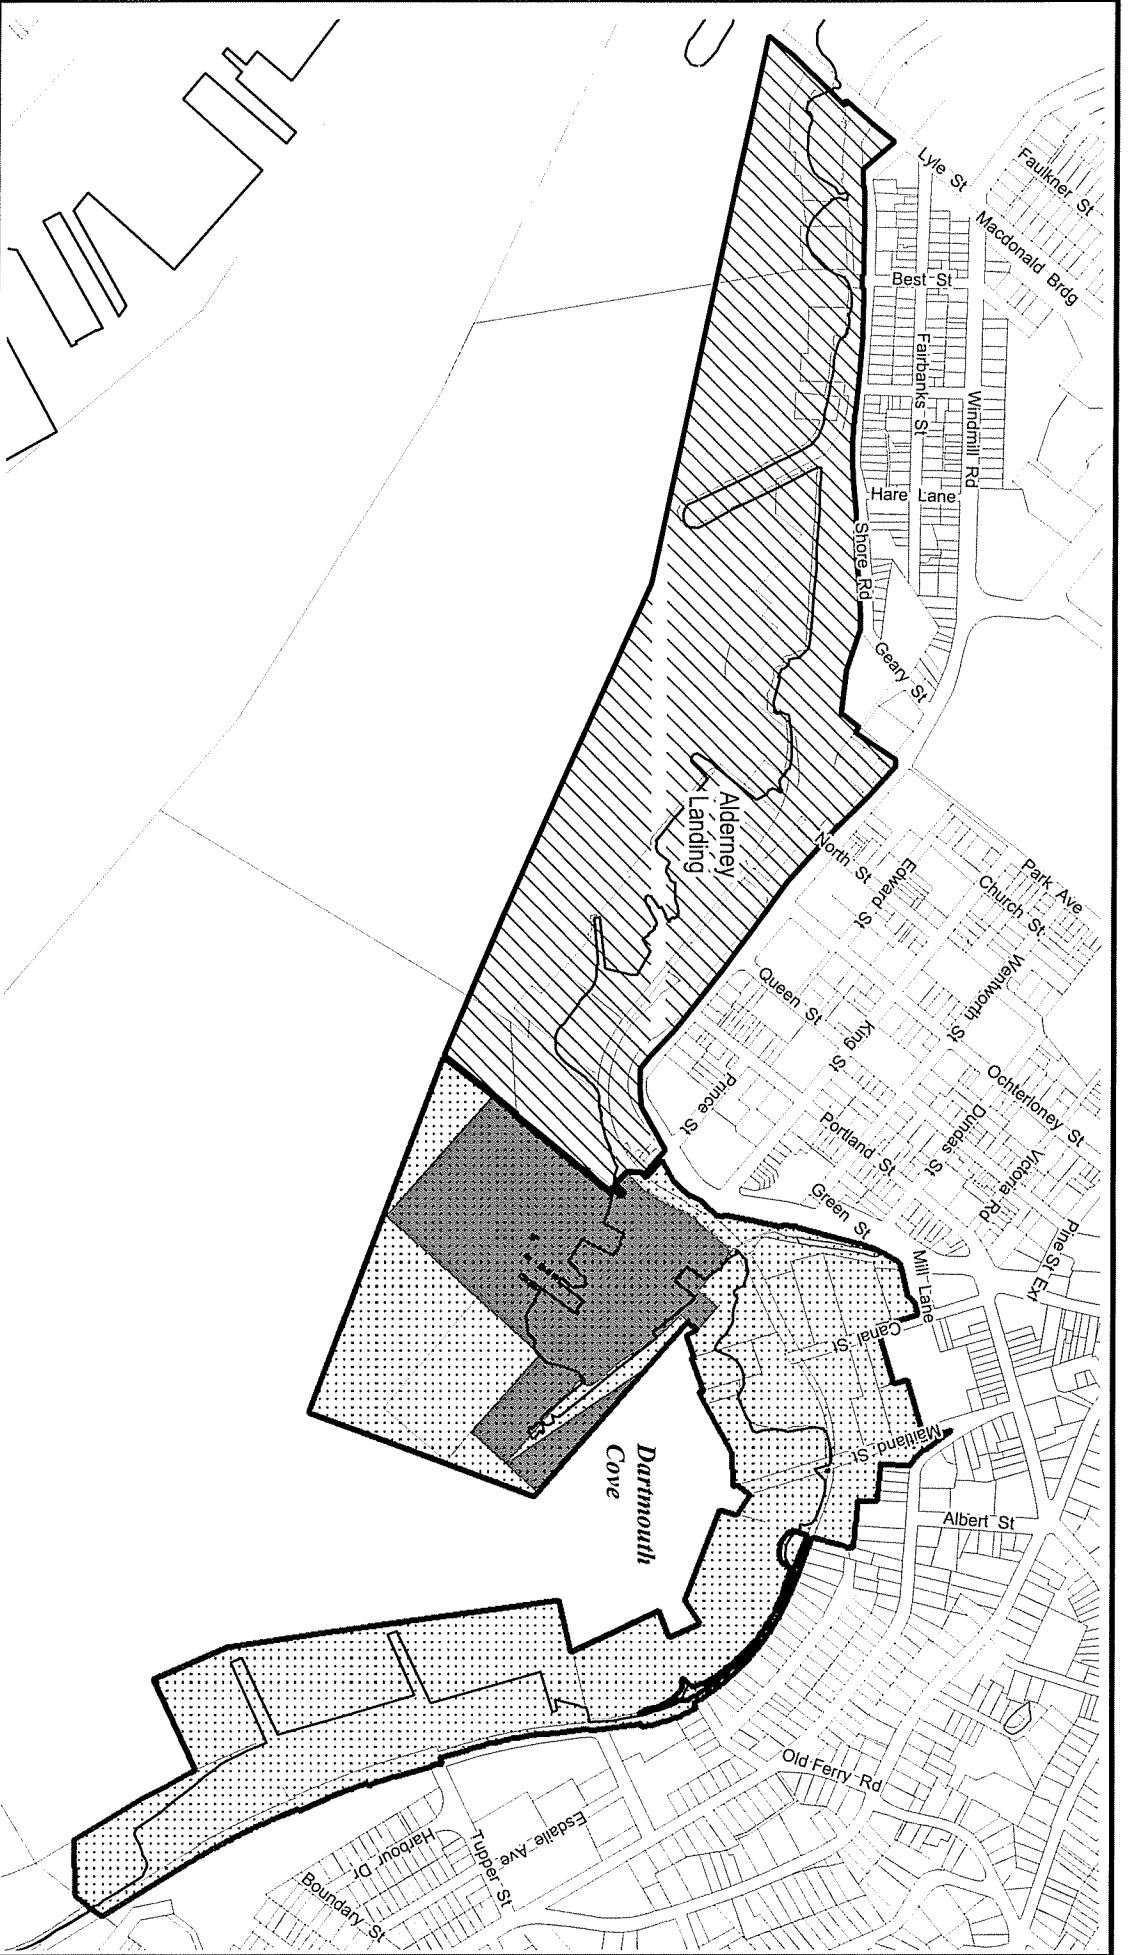 Faulkner St
Lyle St
Macdonald Brdg
Best St
Fairbanks St
Windmill Rd
Hare Lane
Shore Rd
Geary St
Alderney
Landing
North St
Edward St
Church St
Park Ave
Wentworth St
Queen St
King St
Ochterloney St
Prince St
Dundas St
Portland St
Victoria Rd
Green St
Pine St Ext
Mill Lane
Canal St
Maitland St
Dartmouth
Cove
Albert St
Old Ferry Rd
Esdaile Ave
Tupper St
Harbour Dr
Boundary St